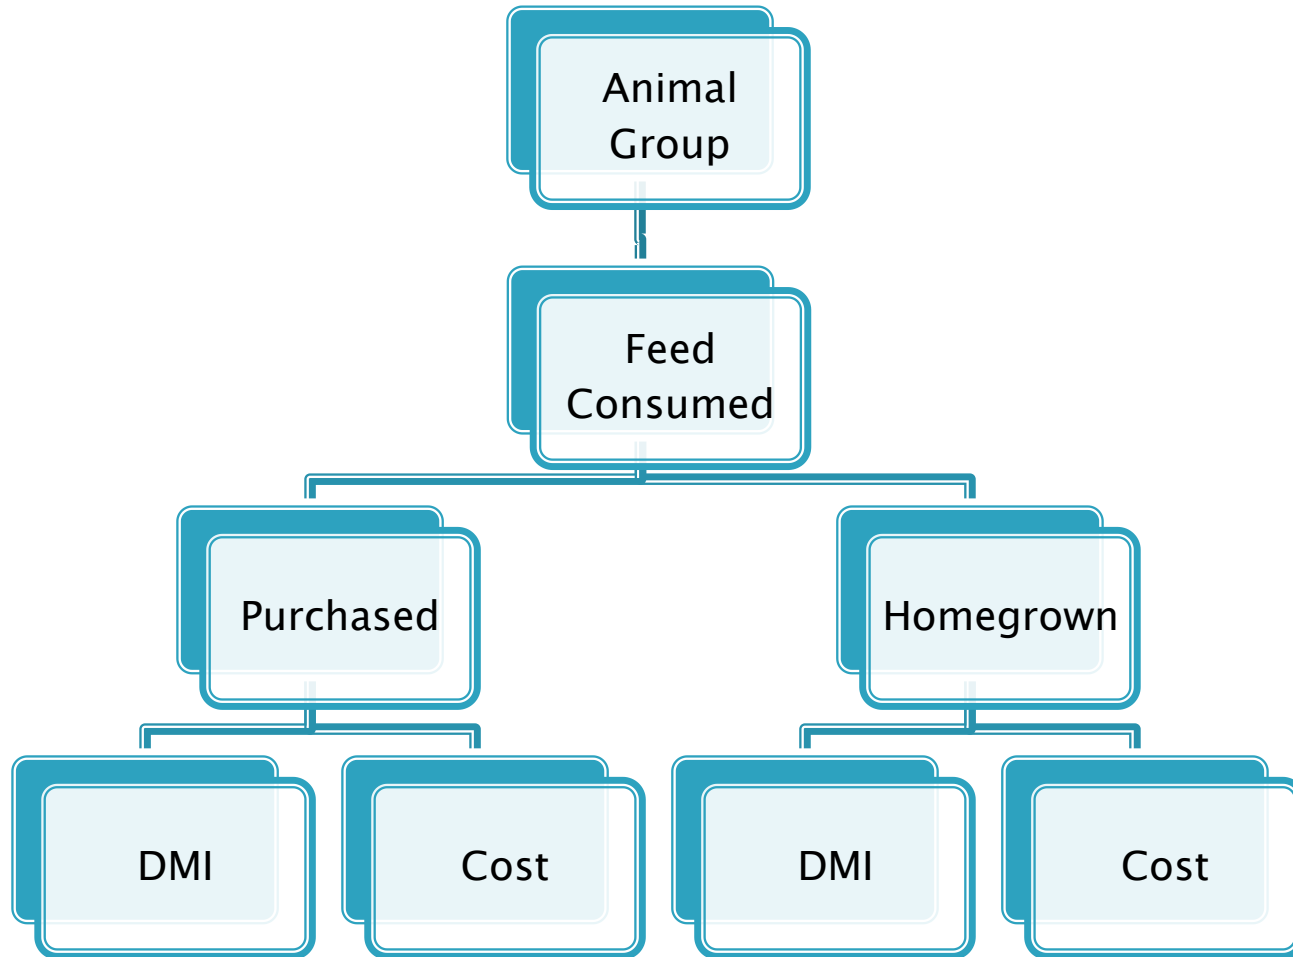 Animal
Group
Feed
Consumed
Purchased
Homegrown
DMI
Cost
DMI
Cost